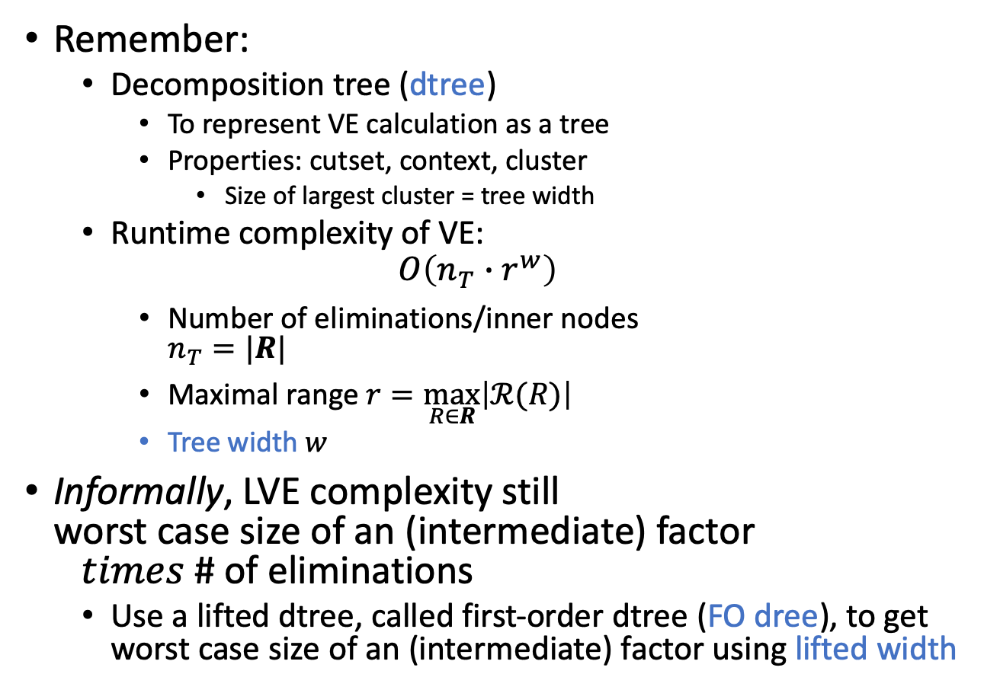 • Remember:
• Decomposition tree (dtree)
• To represent VE calculation as a tree
• Properties: cutset, context, cluster
• Size of largest cluster = tree width
• Runtime complexity of VE:
𝑂(𝑛_𝑇 · 𝑟^𝑤)
• Number of eliminations/inner nodes
𝑛_𝑇 = |𝑹|
• Maximal range 𝑟 = max_{𝑅∈𝑹} |ℛ(𝑅)|
• Tree width 𝑤
• Informally, LVE complexity still
worst case size of an (intermediate) factor
times # of eliminations
• Use a lifted dtree, called first-order dtree (FO dree), to get
worst case size of an (intermediate) factor using lifted width